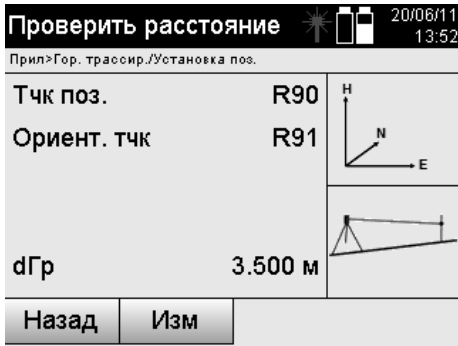 Проверить расстояние
20/06/11
13:52
Прил>Гор. трассир./Установка поз.
Тчк поз. R90
Ориент. тчк R91
H
N
E
dГр 3.500 м
Назад Изм